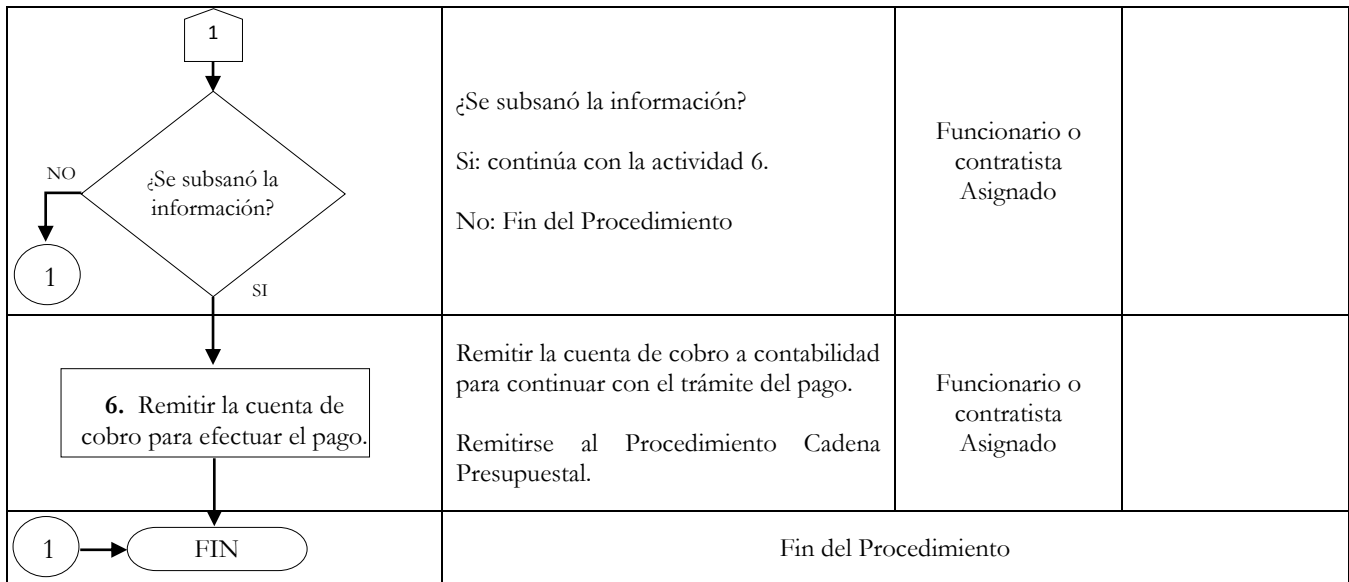 1
¿Se subsanó la
información?
NO
1
SI
¿Se subsanó la información?
Si: continúa con la actividad 6.
No: Fin del Procedimiento
Funcionario o
contratista
Asignado
6. Remitir la cuenta de
cobro para efectuar el pago.
Remitir la cuenta de cobro a contabilidad
para continuar con el trámite del pago.
Remitirse al Procedimiento Cadena
Presupuestal.
Funcionario o
contratista
Asignado
1
FIN
Fin del Procedimiento